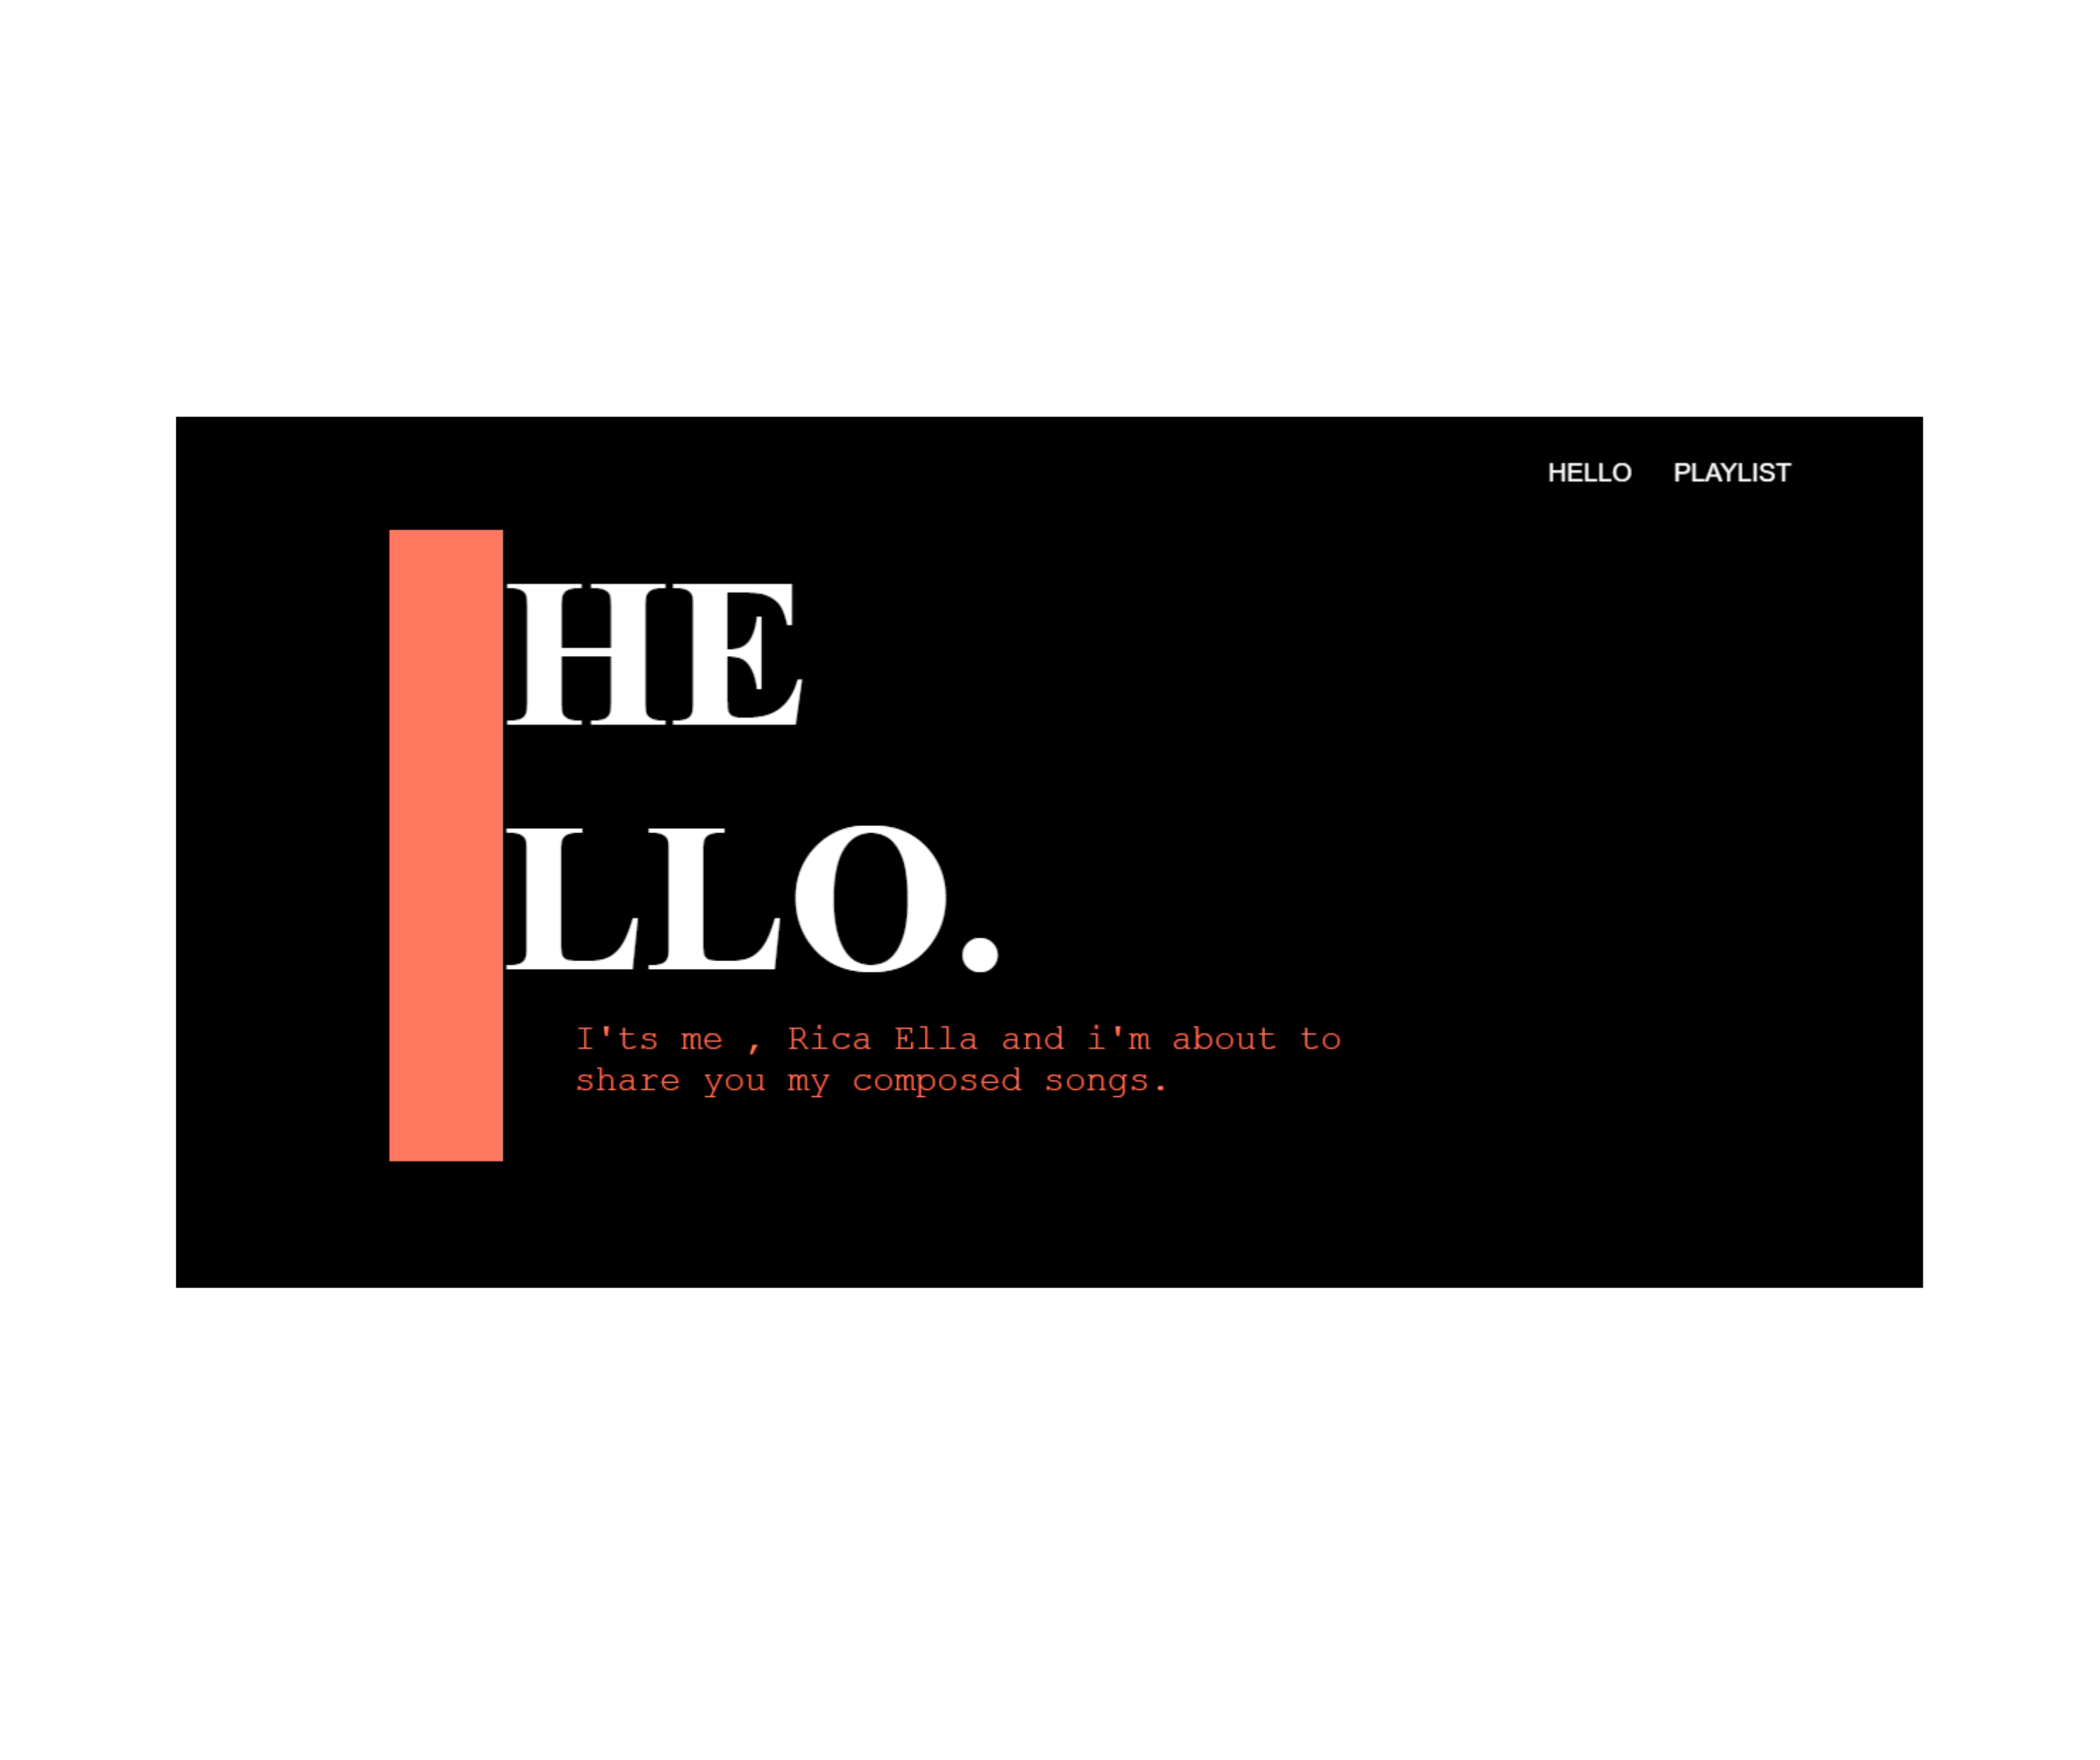 HELLO PLAYLIST
HE
LLO.
I'ts me , Rica Ella and i'm about to
share you my composed songs.